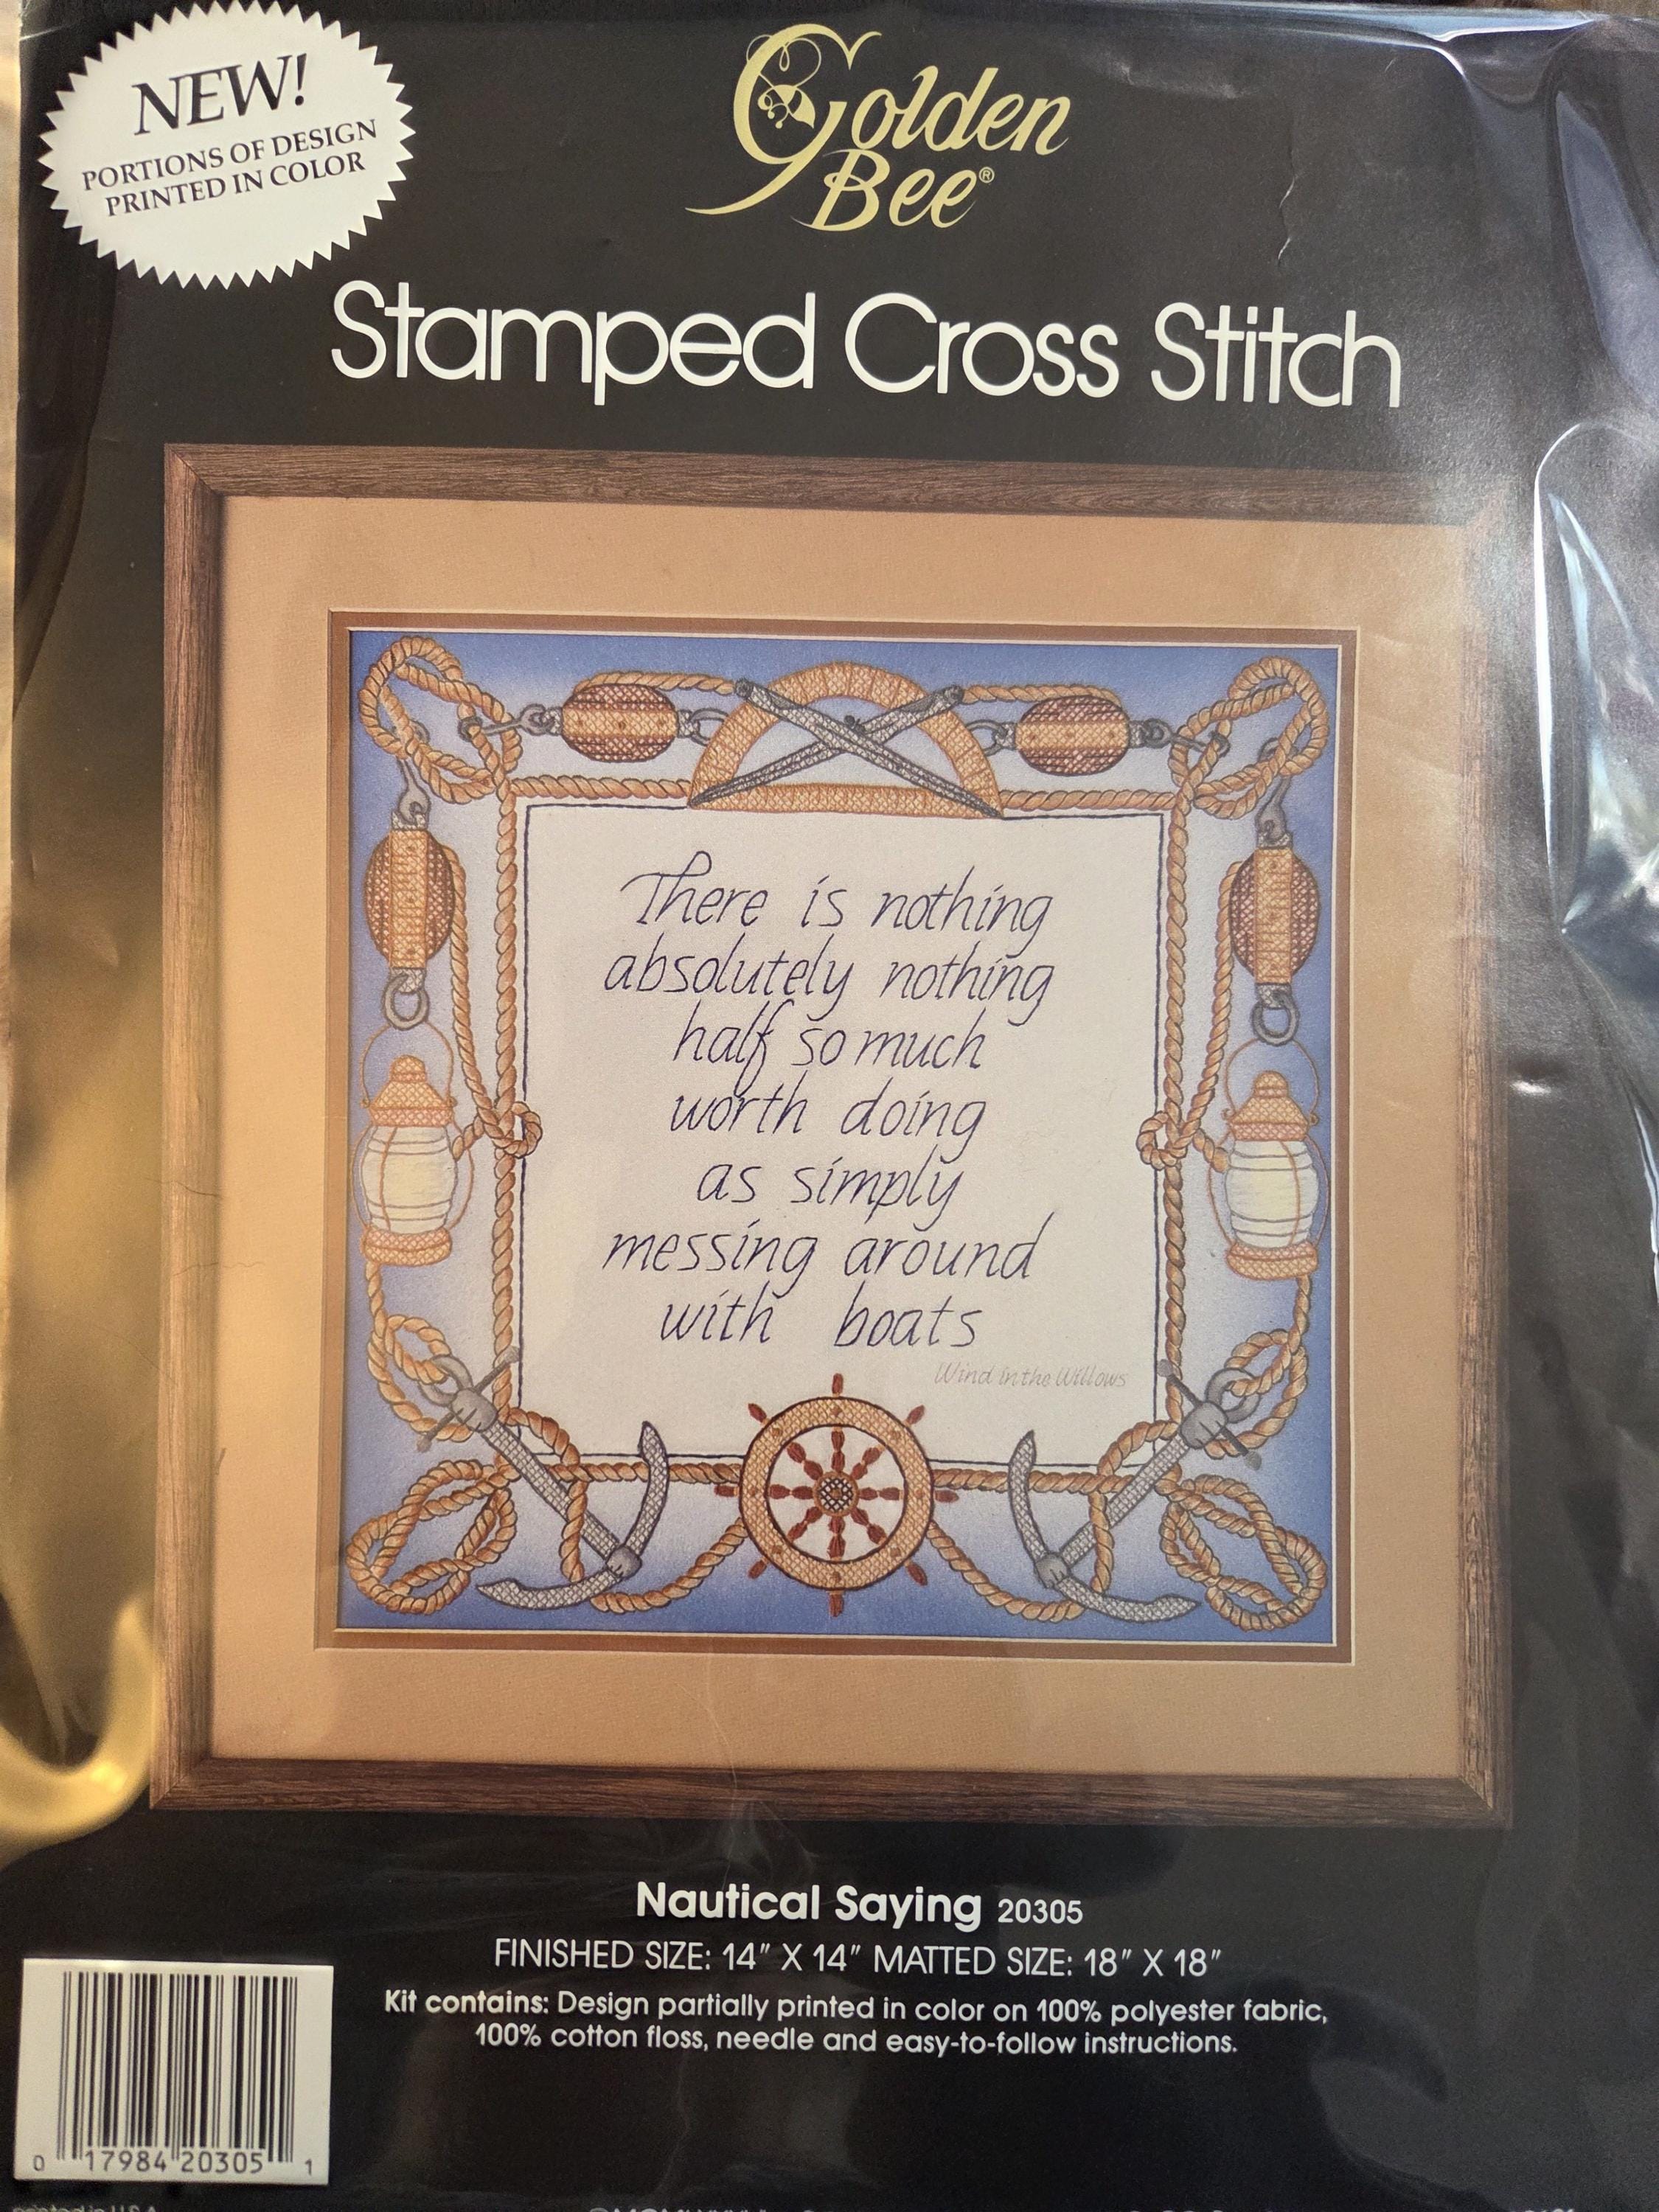 NEW!
PORTIONS OF DESIGN
PRINTED IN COLOR
Golden
Bee®
Stamped Cross Stitch
There is nothing
absolutely nothing
half so much
worth doing
as simply
messing around
with boats
Wind in the Willows
Nautical Saying 20305
FINISHED SIZE: 14" X 14" MATTED SIZE: 18" X 18"
Kit contains: Design partially printed in color on 100% polyester fabric,
100% cotton floss, needle and easy-to-follow instructions.
0 17984 20305 1
printed in U.S.A.